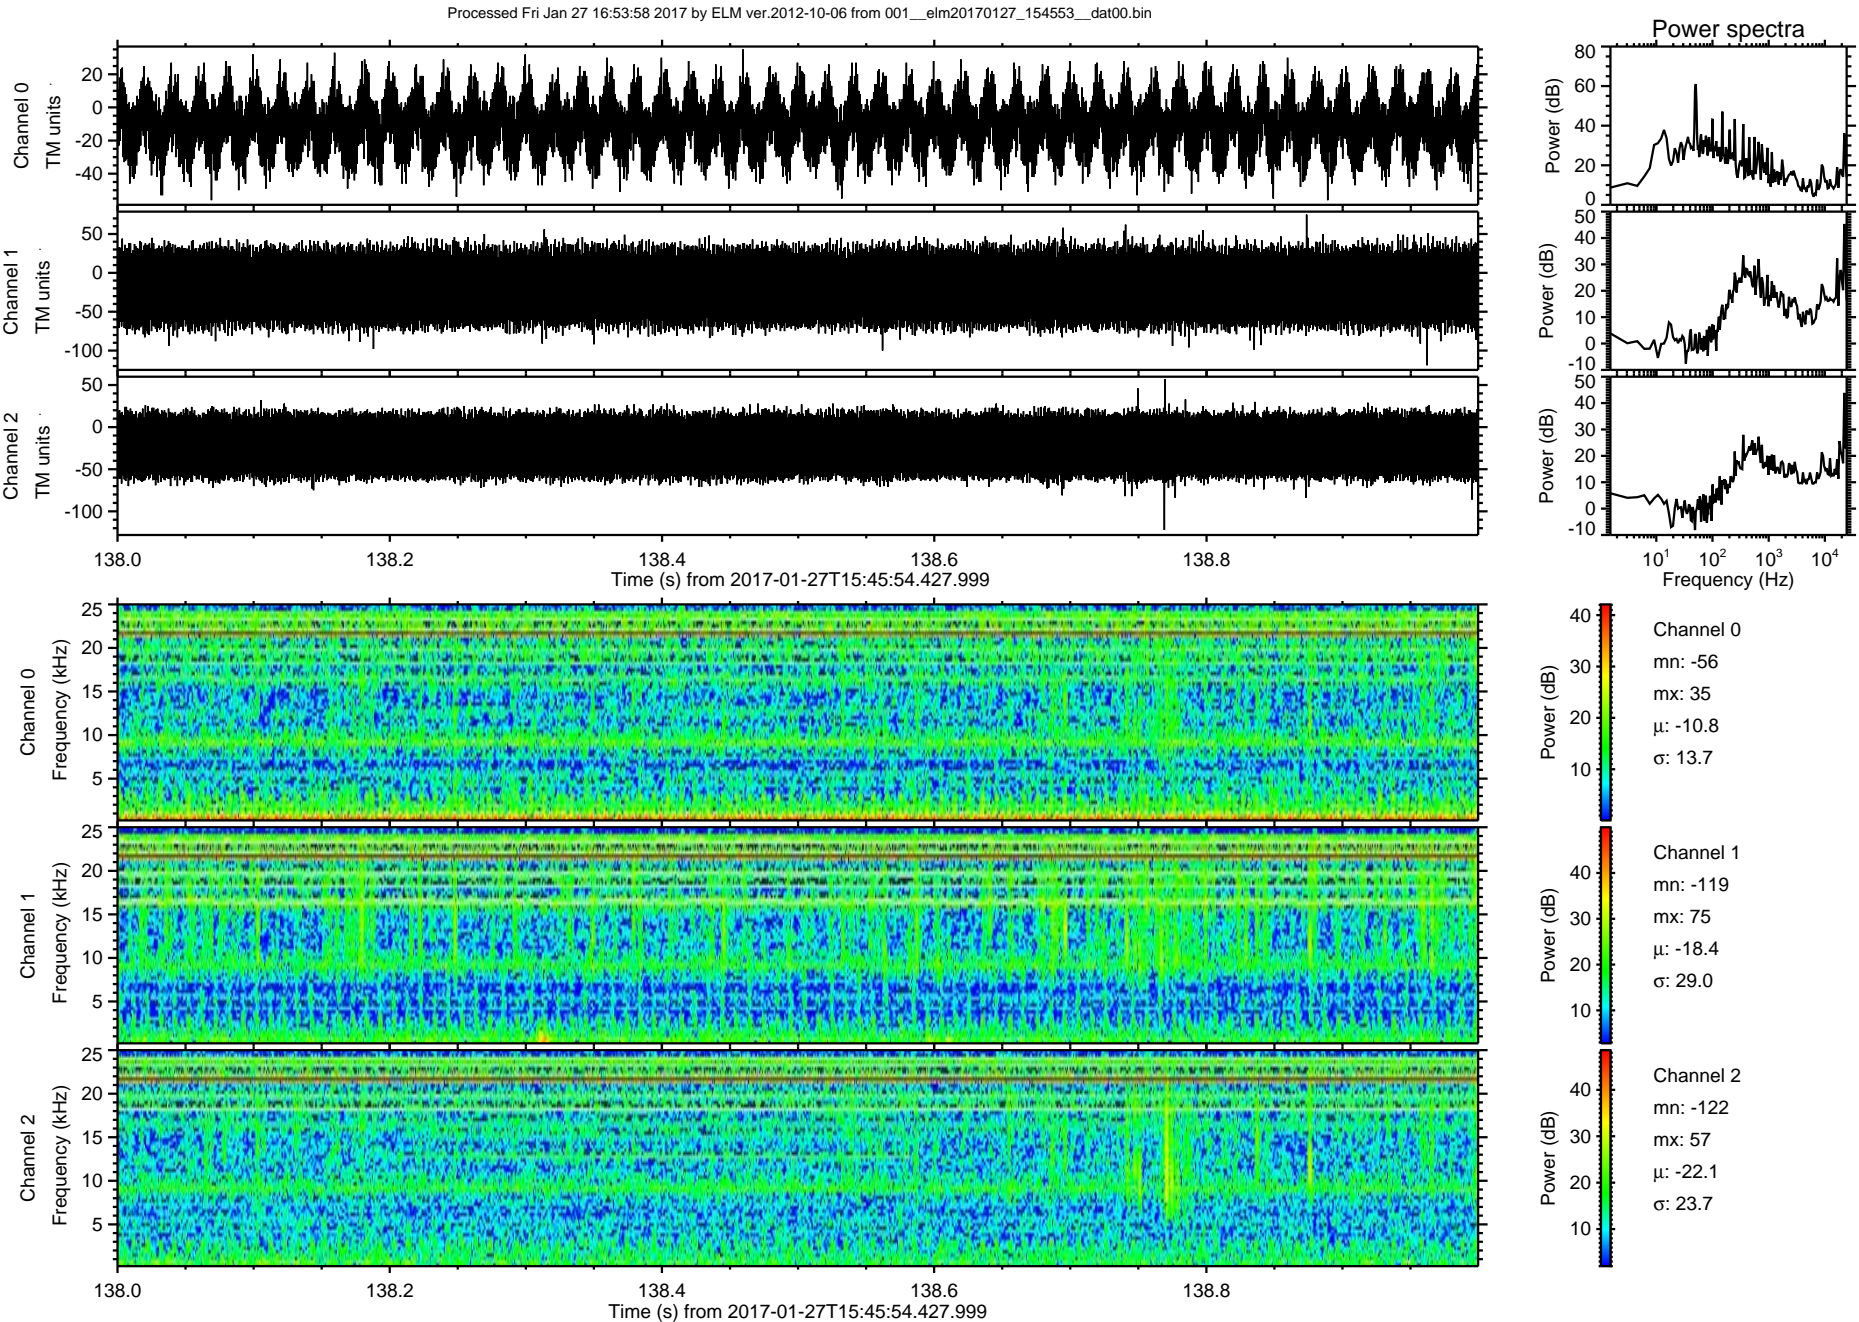 Processed Fri Jan 27 16:53:58 2017 by ELM ver.2012-10-06 from 001__elm20170127_154553__dat00.bin
Power spectra
Channel 0
TM units
20
0
-20
-40
Power (dB)
80
60
40
20
0
Channel 1
TM units
50
0
-50
-100
Power (dB)
50
40
30
20
10
0
-10
Channel 2
TM units
50
0
-50
-100
Power (dB)
50
40
30
20
10
0
-10
138.0 138.2 138.4 138.6 138.8
Time (s) from 2017-01-27T15:45:54.427.999
10^1 10^2 10^3 10^4
Frequency (Hz)
Channel 0
Frequency (kHz)
25
20
15
10
5
Power (dB)
40
30
20
10
Channel 0
mn: -56
mx: 35
μ: -10.8
σ: 13.7
Channel 1
Frequency (kHz)
25
20
15
10
5
Power (dB)
40
30
20
10
Channel 1
mn: -119
mx: 75
μ: -18.4
σ: 29.0
Channel 2
Frequency (kHz)
25
20
15
10
5
Power (dB)
40
30
20
10
Channel 2
mn: -122
mx: 57
μ: -22.1
σ: 23.7
138.0 138.2 138.4 138.6 138.8
Time (s) from 2017-01-27T15:45:54.427.999